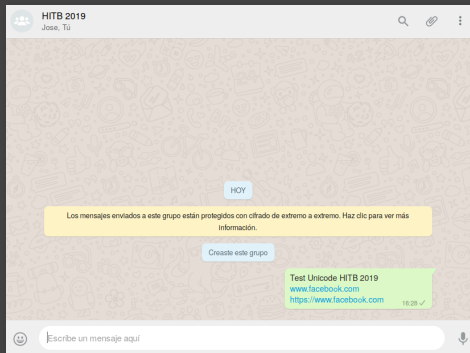 HITB 2019
Jose, Tú
HOY
Los mensajes enviados a este grupo están protegidos con cifrado de extremo a extremo. Haz clic para ver más
información.
Creaste este grupo
Test Unicode HITB 2019
www.facebook.com
https://www.facebook.com
16:28
Escribe un mensaje aquí